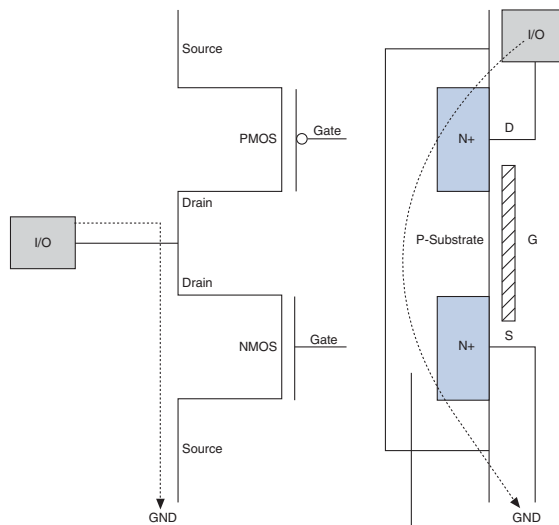 Source
PMOS
Gate
Drain
I/O
Drain
NMOS
Gate
Source
GND
I/O
D
N+
P-Substrate
G
N+
S
GND